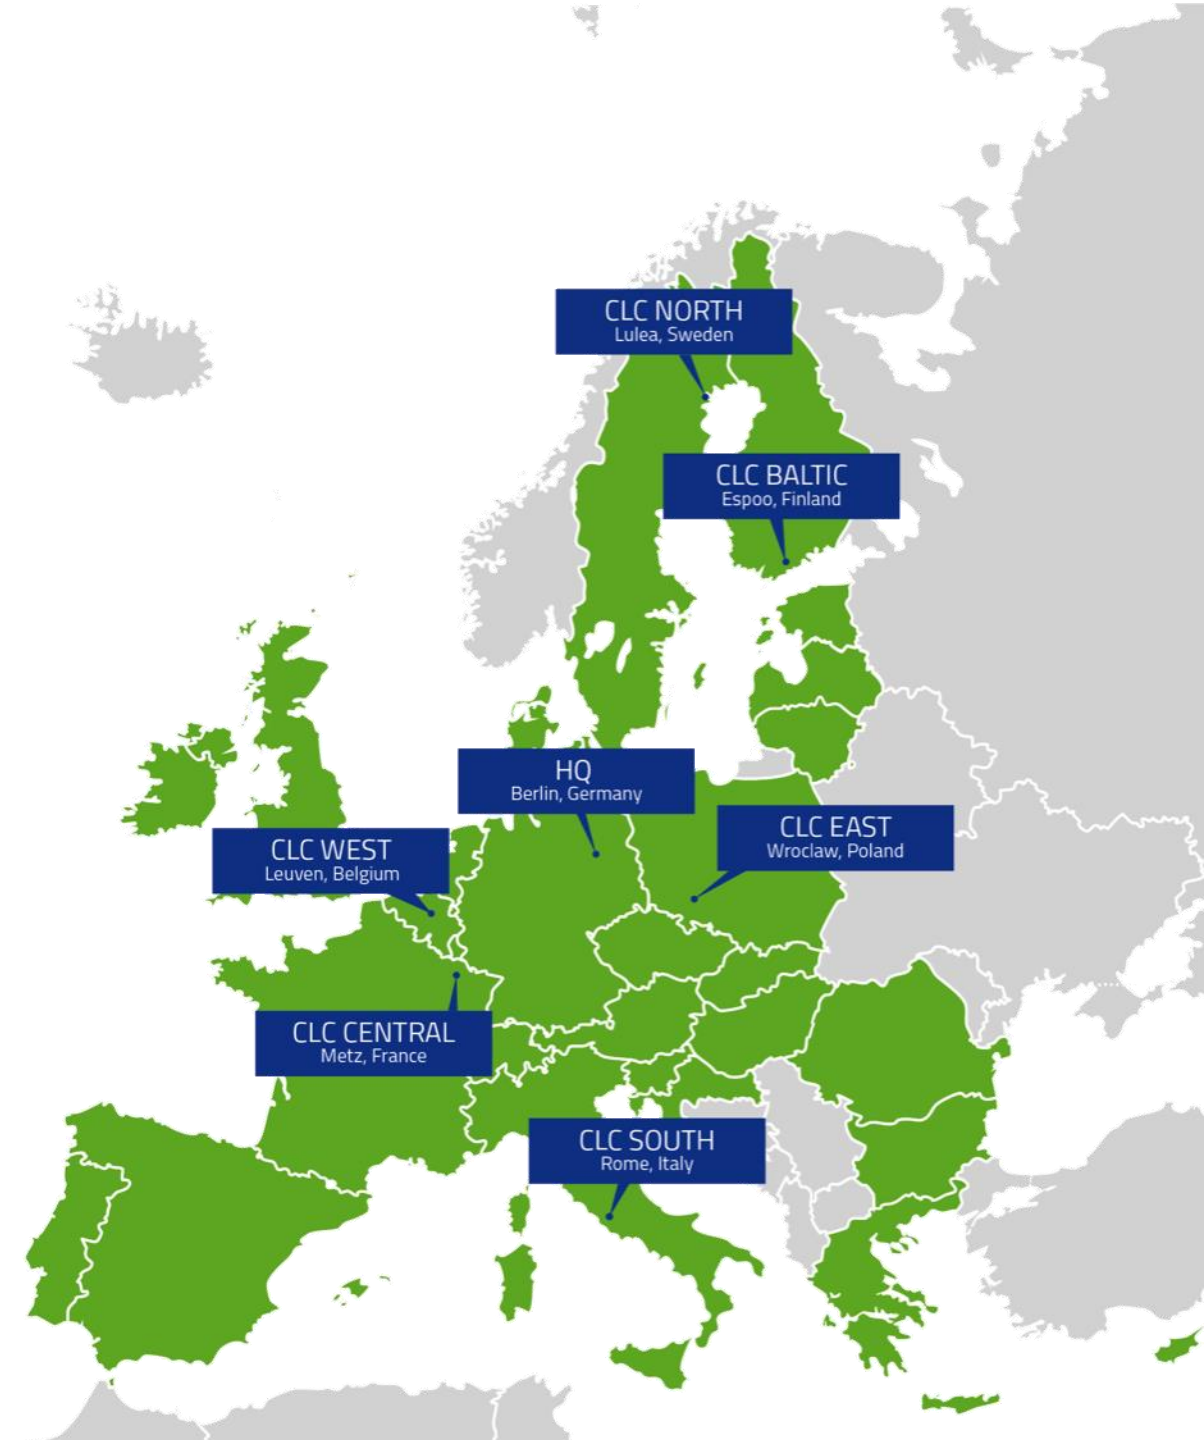 CLC NORTH
Lulea, Sweden
CLC BALTIC
Espoo, Finland
HQ
Berlin, Germany
CLC EAST
Wroclaw, Poland
CLC WEST
Leuven, Belgium
CLC CENTRAL
Metz, France
CLC SOUTH
Rome, Italy